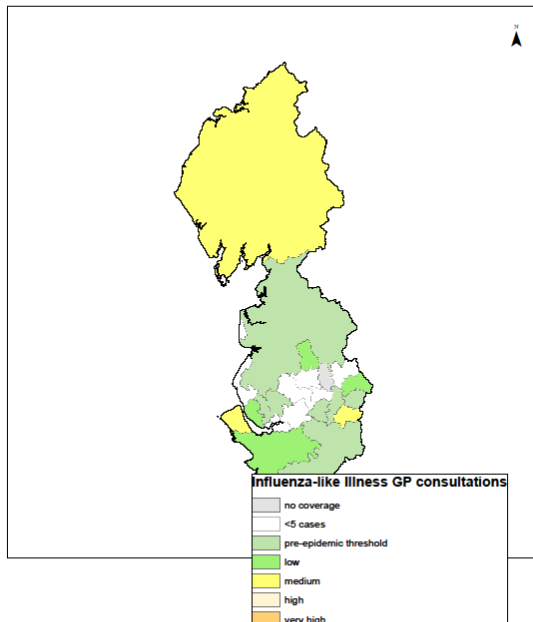 N
Influenza-like Illness GP consultations
no coverage
<5 cases
pre-epidemic threshold
low
medium
high
very high